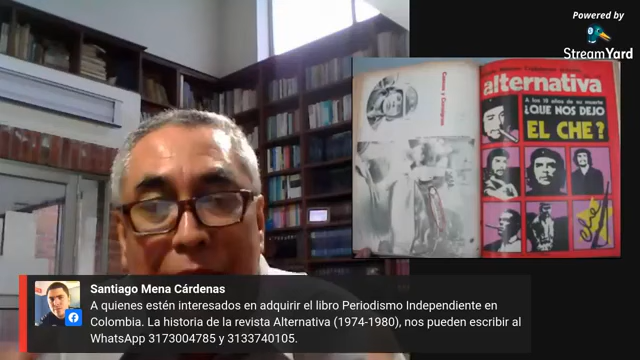 Powered by
StreamYard
alternativa
A los 10 años de su muerte
¿QUE NOS DEJO
EL CHE?
Santiago Mena Cárdenas
A quienes estén interesados en adquirir el libro Periodismo Independiente en
Colombia. La historia de la revista Alternativa (1974-1980), nos pueden escribir al
WhatsApp 3173004785 y 3133740105.